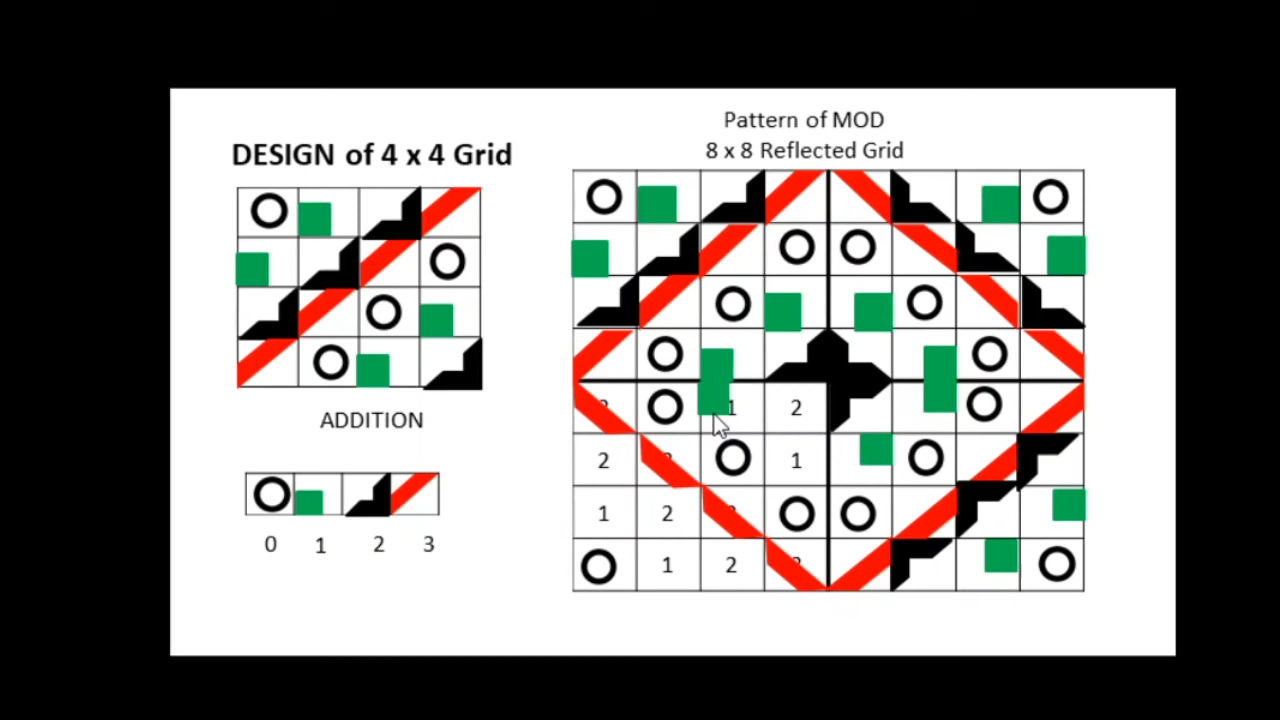 Pattern of MOD
8 x 8 Reflected Grid
DESIGN of 4 x 4 Grid
ADDITION
0 1 2 3
1 2
2 1
1 2
1 2